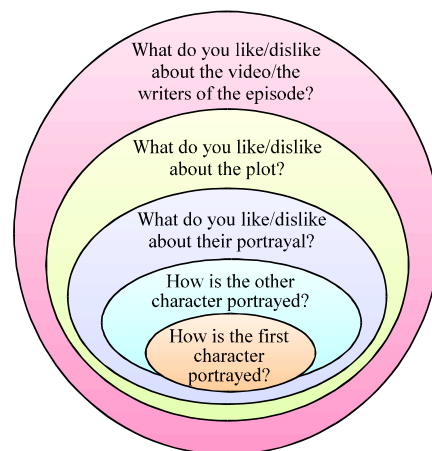 What do you like/dislike
about the video/the
writers of the episode?
What do you like/dislike
about the plot?
What do you like/dislike
about their portrayal?
How is the other
character portrayed?
How is the first
character
portrayed?